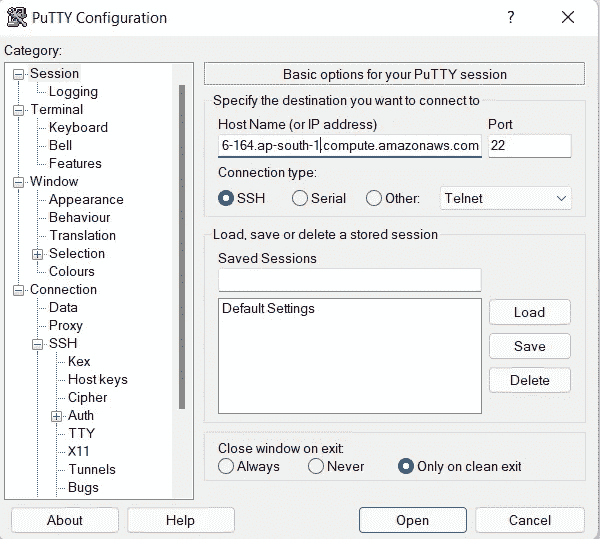 PuTTY Configuration ? ×
Category:
Session
Logging
Terminal
Keyboard
Bell
Features
Window
Appearance
Behaviour
Translation
Selection
Colours
Connection
Data
Proxy
SSH
Kex
Host keys
Cipher
Auth
TTY
X11
Tunnels
Bugs
Basic options for your PuTTY session
Specify the destination you want to connect to
Host Name (or IP address) Port
6-164.ap-south-1.compute.amazonaws.com 22
Connection type:
SSH Serial Other: Telnet
Load, save or delete a stored session
Saved Sessions
Default Settings
Load
Save
Delete
Close window on exit:
Always Never Only on clean exit
About Help Open Cancel